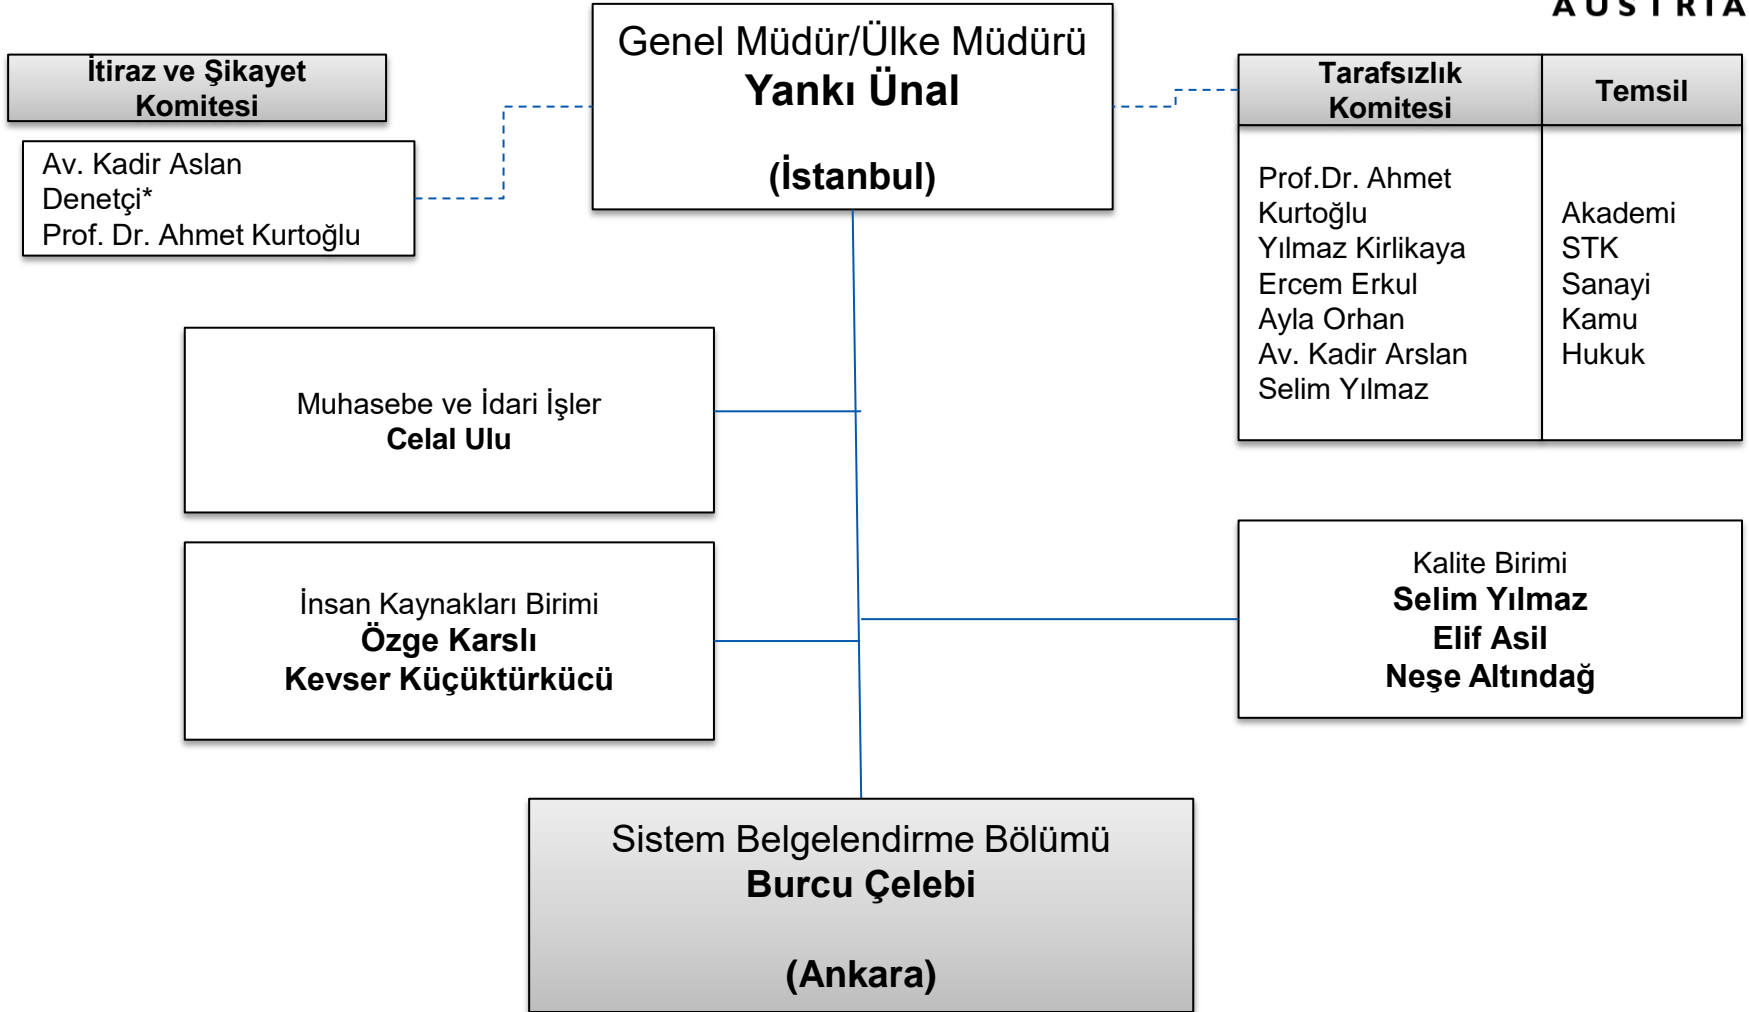 AUSTRIA
Genel Müdür/Ülke Müdürü
Yankı Ünal
(İstanbul)
İtiraz ve Şikayet
Komitesi
Av. Kadir Aslan
Denetçi*
Prof. Dr. Ahmet Kurtoğlu
Tarafsızlık
Komitesi
Temsil
Prof.Dr. Ahmet
Kurtoğlu
Yılmaz Kirlikaya
Ercem Erkul
Ayla Orhan
Av. Kadir Arslan
Selim Yılmaz
Akademi
STK
Sanayi
Kamu
Hukuk
Muhasebe ve İdari İşler
Celal Ulu
İnsan Kaynakları Birimi
Özge Karslı
Kevser Küçüktürkücü
Kalite Birimi
Selim Yılmaz
Elif Asil
Neşe Altındağ
Sistem Belgelendirme Bölümü
Burcu Çelebi
(Ankara)